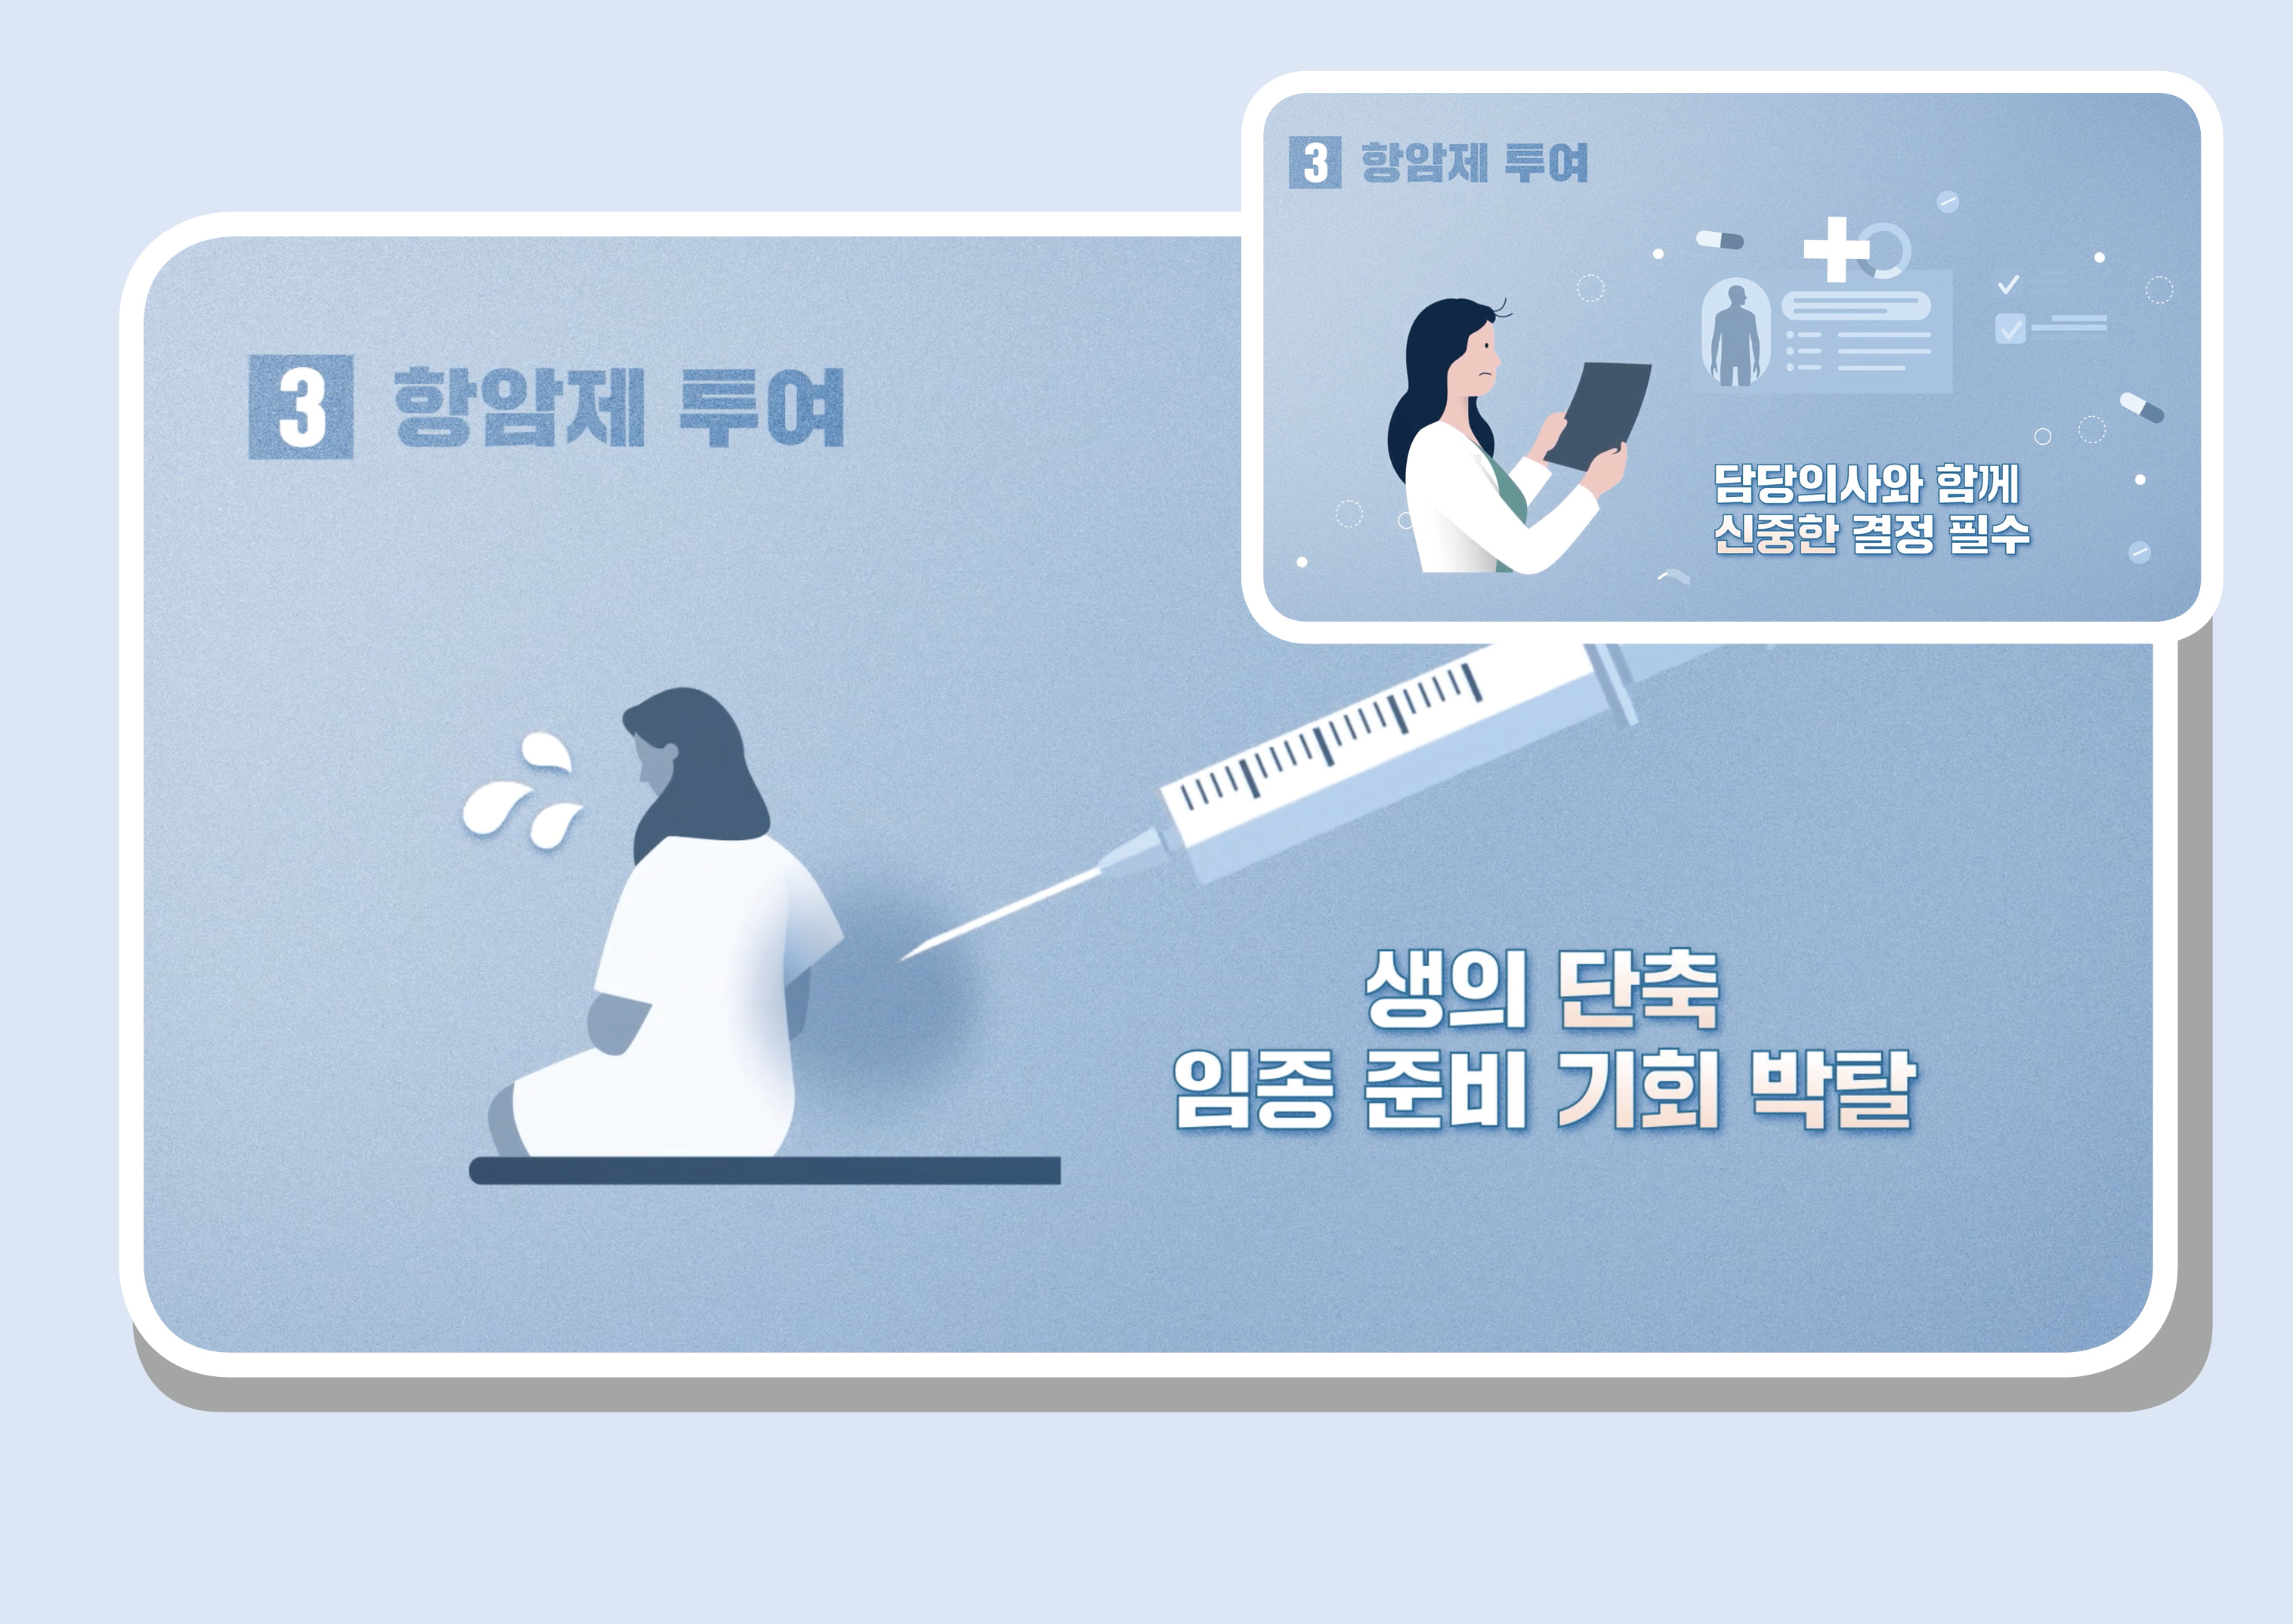 3 항암제 투여
담당의사와 함께
신중한 결정 필수
3 항암제 투여
생의 단축
임종 준비 기회 박탈